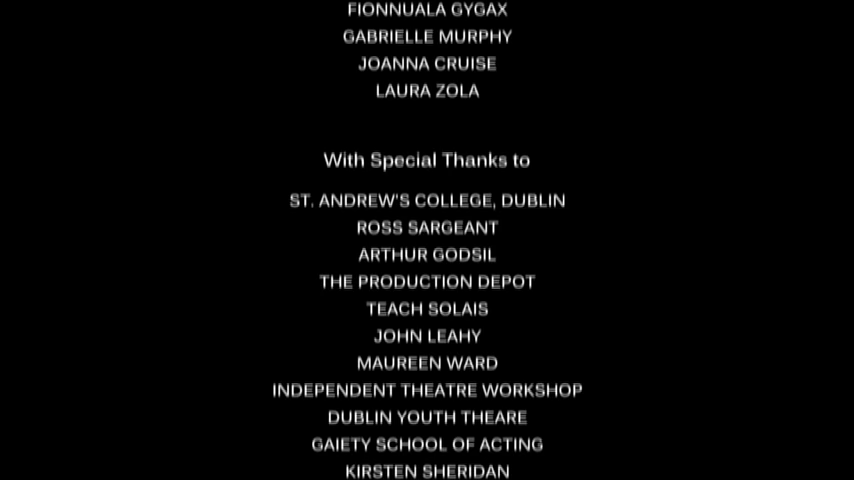 FIONNUALA GYGAX
GABRIELLE MURPHY
JOANNA CRUISE
LAURA ZOLA
With Special Thanks to
ST. ANDREW'S COLLEGE, DUBLIN
ROSS SARGEANT
ARTHUR GODSIL
THE PRODUCTION DEPOT
TEACH SOLAIS
JOHN LEAHY
MAUREEN WARD
INDEPENDENT THEATRE WORKSHOP
DUBLIN YOUTH THEARE
GAIETY SCHOOL OF ACTING
KIRSTEN SHERIDAN